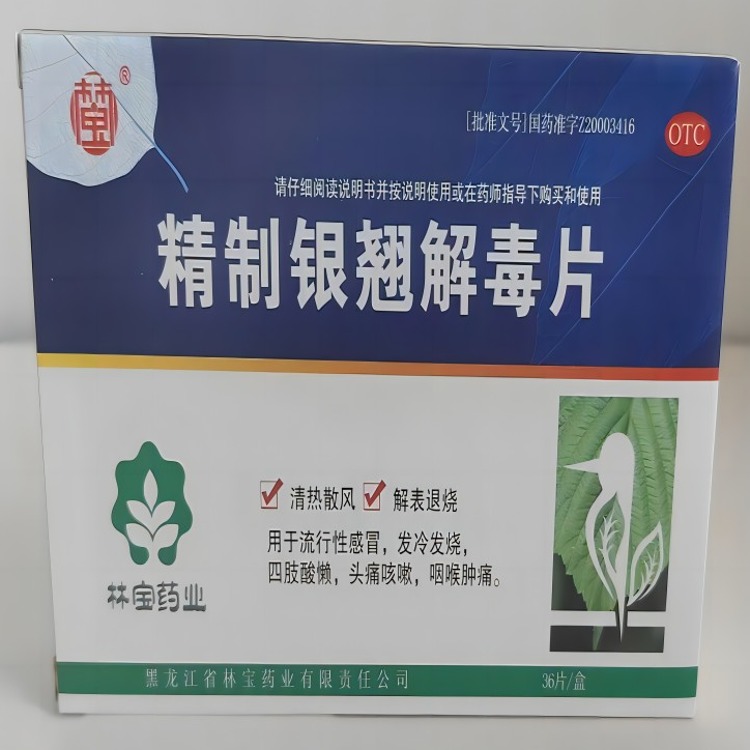 林宝®
[批准文号]国药准字Z20003416
OTC
请仔细阅读说明书并按说明使用或在药师指导下购买和使用
精制银翘解毒片
清热散风 解表退烧
用于流行性感冒，发冷发烧，
四肢酸懒，头痛咳嗽，咽喉肿痛。
林宝药业
黑龙江省林宝药业有限责任公司 36片/盒